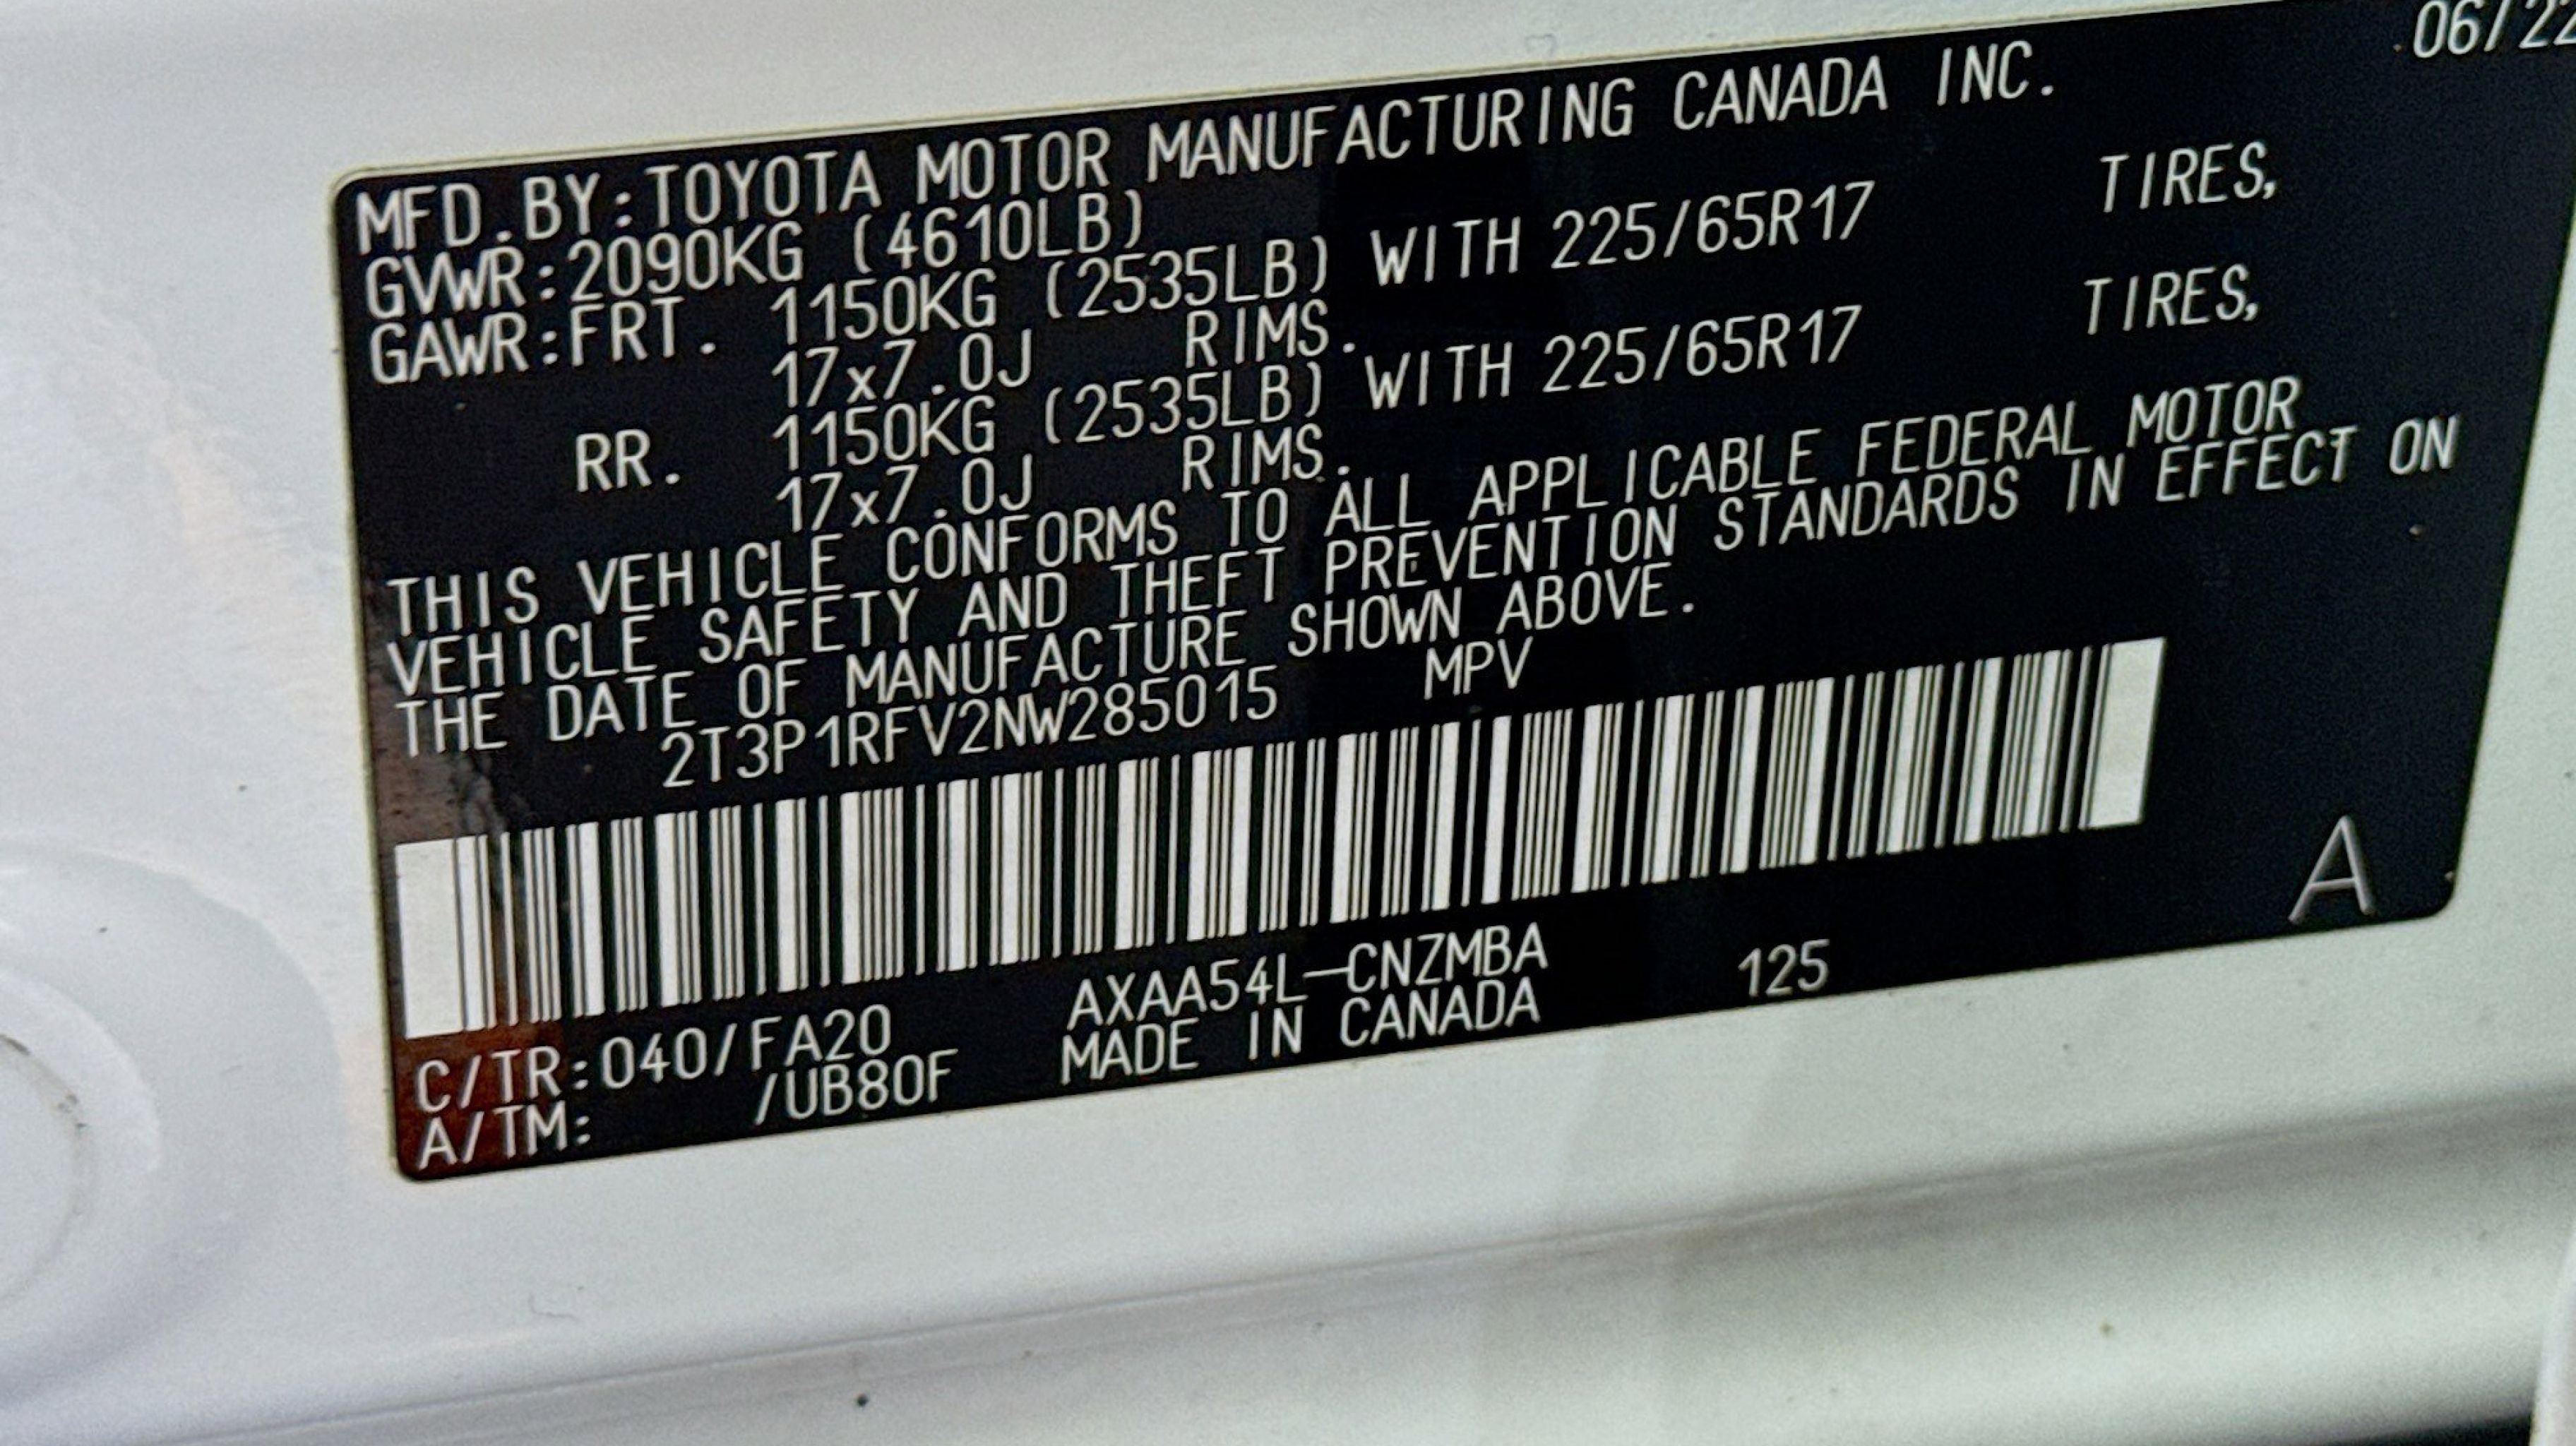 06/22
MFD.BY:TOYOTA MOTOR MANUFACTURING CANADA INC.
GVWR:2090KG (4610LB)
GAWR:FRT. 1150KG (2535LB) WITH 225/65R17 TIRES,
17x7.0J RIMS.
RR. 1150KG (2535LB) WITH 225/65R17 TIRES,
17x7.0J RIMS.
THIS VEHICLE CONFORMS TO ALL APPLICABLE FEDERAL MOTOR
VEHICLE SAFETY AND THEFT PREVENTION STANDARDS IN EFFECT ON
THE DATE OF MANUFACTURE SHOWN ABOVE.
2T3P1RFV2NW285015 MPV
C/TR:040/FA20 AXAA54L-CNZMBA 125
A/TM: /UB80F MADE IN CANADA
A